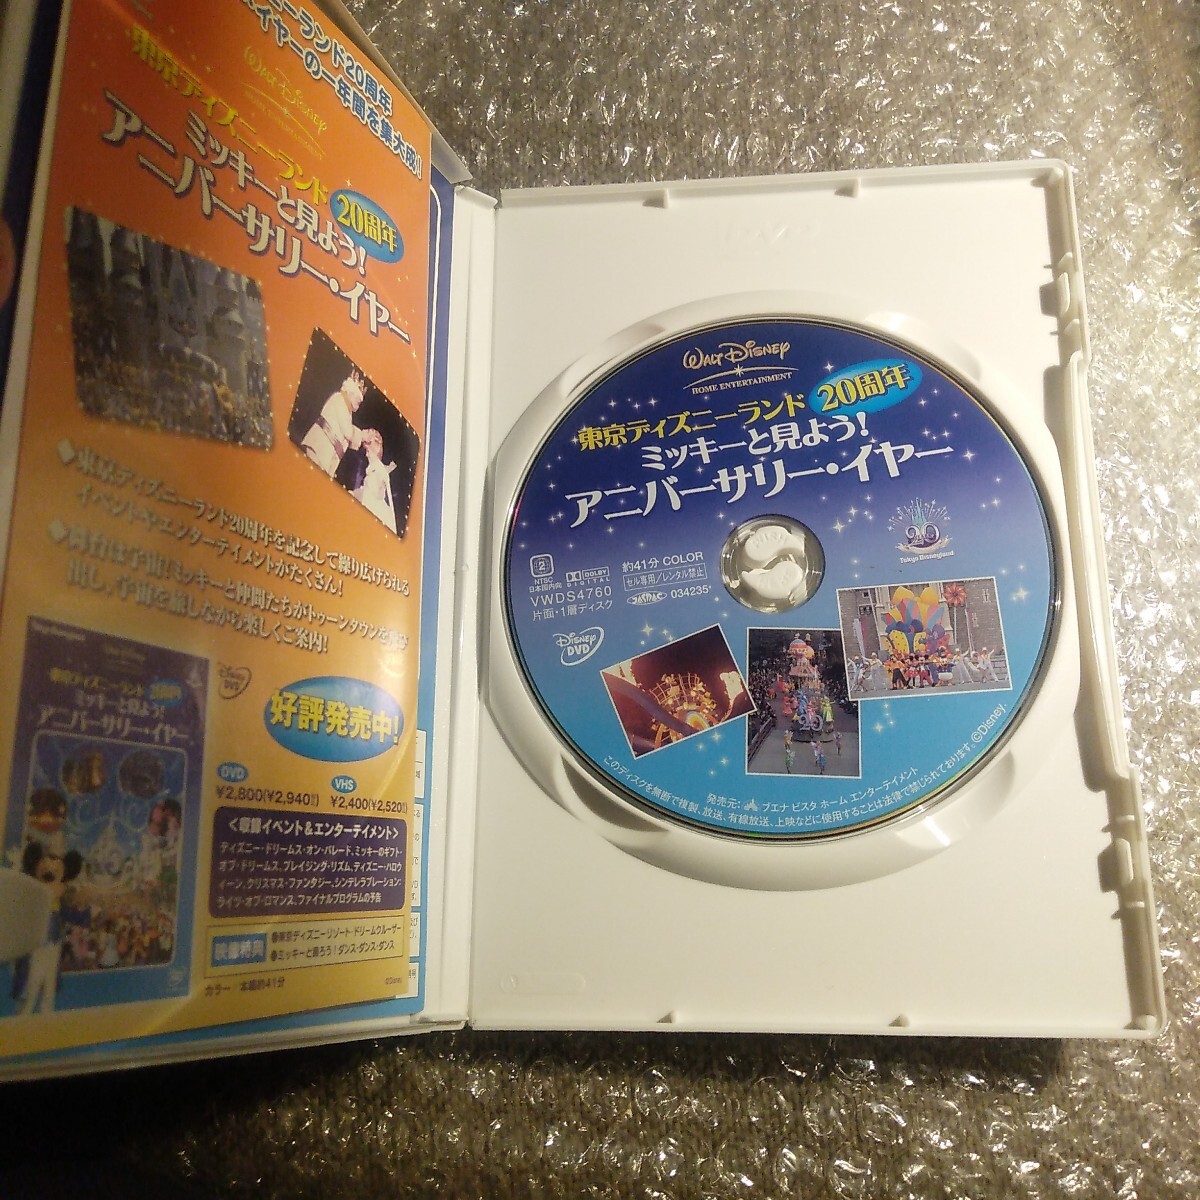 ニーランド20周年
イヤーの一年間を集大成!!
WALT DISNEY
HOME ENTERTAINMENT
東京ディズニーランド 20周年
ミッキーと見よう!
アニバーサリー・イヤー
◆東京ディズニーランド20周年を記念して繰り広げられる
イベントやエンターテイメントがたくさん!
◆舞台は宇宙!ミッキーと仲間たちがトゥーンタウンを
出し、宇宙を旅しながら楽しくご案内!
東京ディズニーランド 20周年
ミッキーと見よう!
アニバーサリー・イヤー
DISNEY DVD
好評発売中!
DVD
¥2,800(¥2,940)
VHS
¥2,400(¥2,520)
<収録イベント&エンターテイメント>
ディズニー・ドリームス・オン・パレード、ミッキーのギフト・
オブ・ドリームス、ブレイジング・リズム、ディズニー・ハロウ
ィーン、クリスマス・ファンタジー、シンデレラブレーション:
ライツ・オブ・ロマンス、ファイナルプログラムの予告
映像特典
●東京ディズニーリゾート・ドリームクルーザー
●ミッキーと踊ろう!ダンス・ダンス・ダンス
カラー/本編約41分
©Disney
WALT DISNEY
HOME ENTERTAINMENT
東京ディズニーランド 20周年
ミッキーと見よう!
アニバーサリー・イヤー
20
Tokyo Disneyland
2
NTSC
日本国内向
DOLBY
DIGITAL
VWDS4760
片面・1層ディスク
約41分 COLOR
セル専用/レンタル禁止
JASRAC 034235
DISNEY
DVD
発売元: ブエナ ビスタ ホーム エンターテイメント
このディスクを無断で複製、放送、有線放送、上映などに使用することは法律で禁じられております。©Disney.